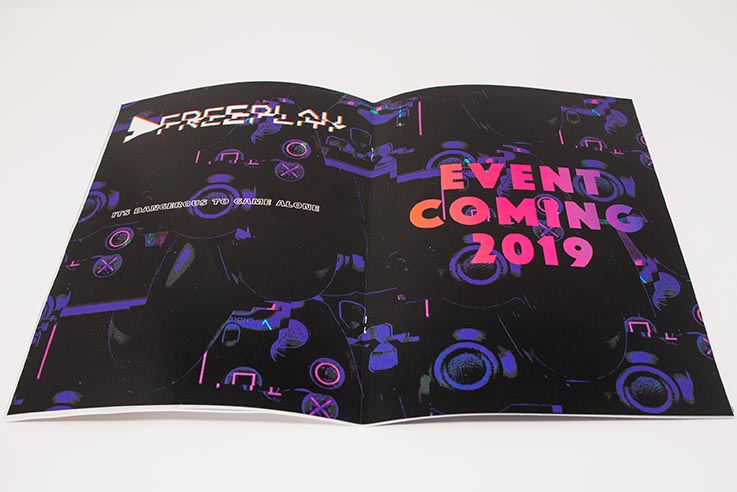 FREEPLAY
ITS DANGEROUS TO GAME ALONE
EVENT
COMING
2019